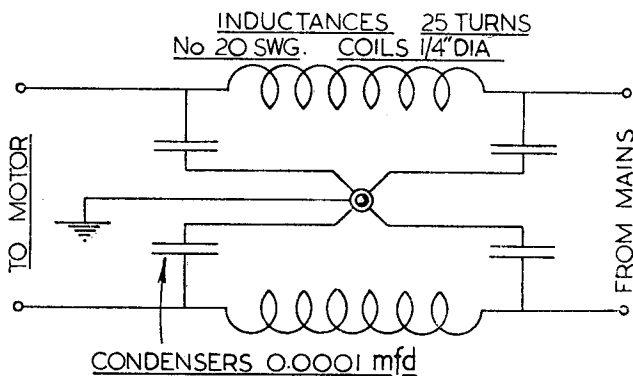 INDUCTANCES 25 TURNS
No 20 SWG. COILS 1/4" DIA
TO MOTOR
FROM MAINS
CONDENSERS 0.0001 mfd